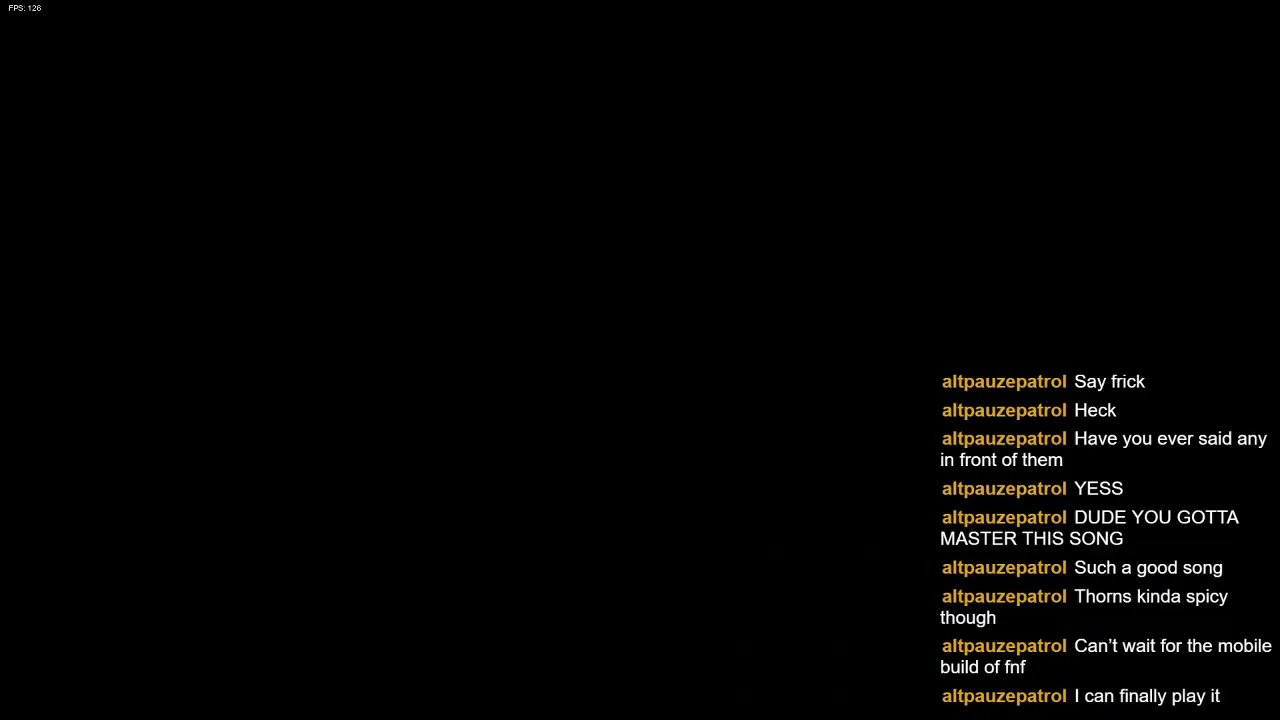 FPS: 126
altpauzepatrol Say frick
altpauzepatrol Heck
altpauzepatrol Have you ever said any
in front of them
altpauzepatrol YESS
altpauzepatrol DUDE YOU GOTTA
MASTER THIS SONG
altpauzepatrol Such a good song
altpauzepatrol Thorns kinda spicy
though
altpauzepatrol Can’t wait for the mobile
build of fnf
altpauzepatrol I can finally play it